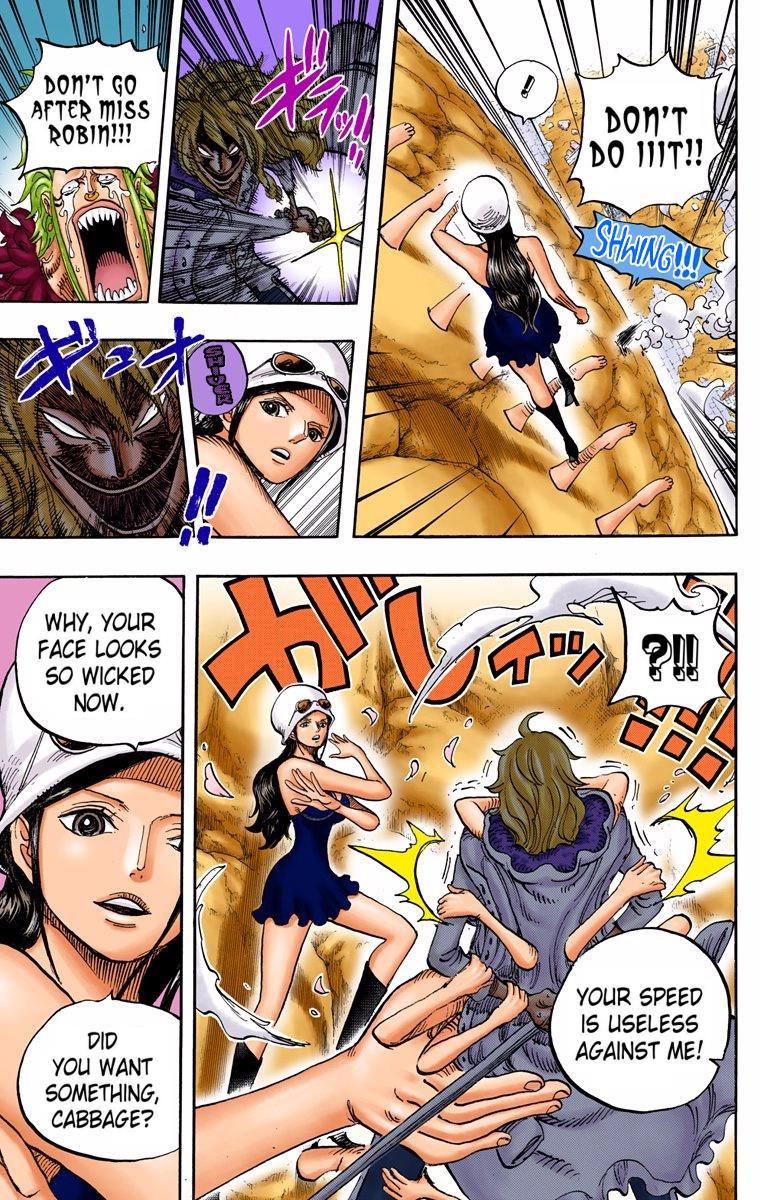 !!
DON'T
DO IIIT!!
SHWING!!!
ギラッ!!
DON'T GO
AFTER MISS
ROBIN!!!
SHIVER
ギュオ
!!
?!!
ガシィッ!!!
YOUR SPEED
IS USELESS
AGAINST ME!
WHY, YOUR
FACE LOOKS
SO WICKED
NOW.
DID
YOU WANT
SOMETHING,
CABBAGE?